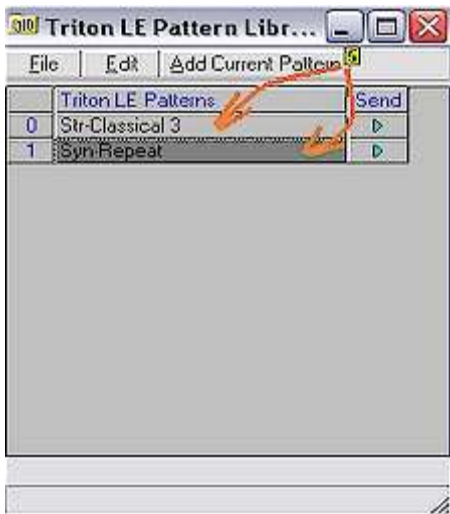 Triton LE Pattern Libr...
File Edit Add Current Pattern 5
Triton LE Patterns Send
0 Str-Classical 3
1 Syn-Repeat